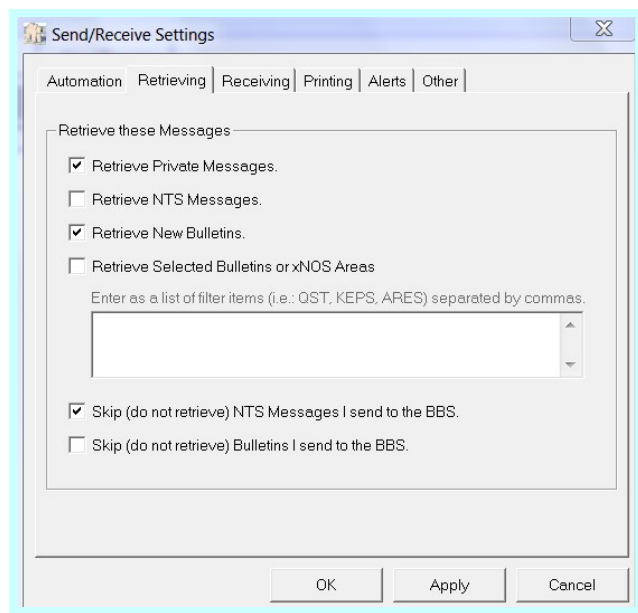 Send/Receive Settings
Automation Retrieving Receiving Printing Alerts Other
Retrieve these Messages
Retrieve Private Messages.
Retrieve NTS Messages.
Retrieve New Bulletins.
Retrieve Selected Bulletins or xNOS Areas
Enter as a list of filter items (i.e.: QST, KEPS, ARES) separated by commas.
Skip (do not retrieve) NTS Messages I send to the BBS.
Skip (do not retrieve) Bulletins I send to the BBS.
OK Apply Cancel